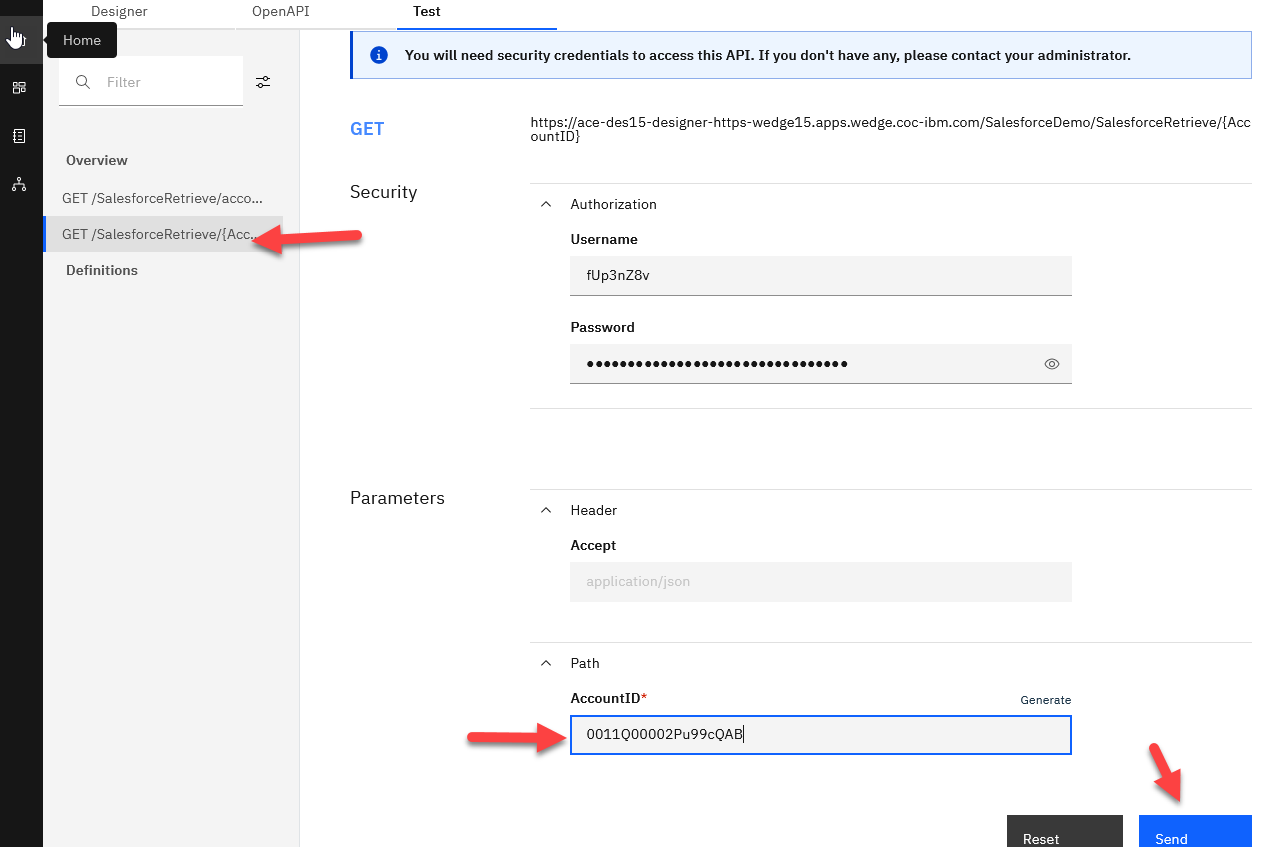 Designer
OpenAPI
Test
Home
You will need security credentials to access this API. If you don't have any, please contact your administrator.
Filter
GET
https://ace-des15-designer-https-wedge15.apps.wedge.coc-ibm.com/SalesforceDemo/SalesforceRetrieve/{Acc
ountID}
Overview
GET /SalesforceRetrieve/acco...
GET /SalesforceRetrieve/{Acc...
Definitions
Security
Authorization
Username
fUp3nZ8v
Password
••••••••••••••••••••••••••••••••
Parameters
Header
Accept
application/json
Path
AccountID*
Generate
0011Q00002Pu99cQAB
Reset
Send